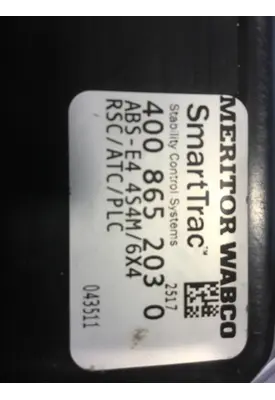 MERITOR WABCO
SmartTrac™
Stability Control Systems
2517
400 865 203 0
ABS-E4 4S4M/6X4
RSC/ATC/PLC
043511